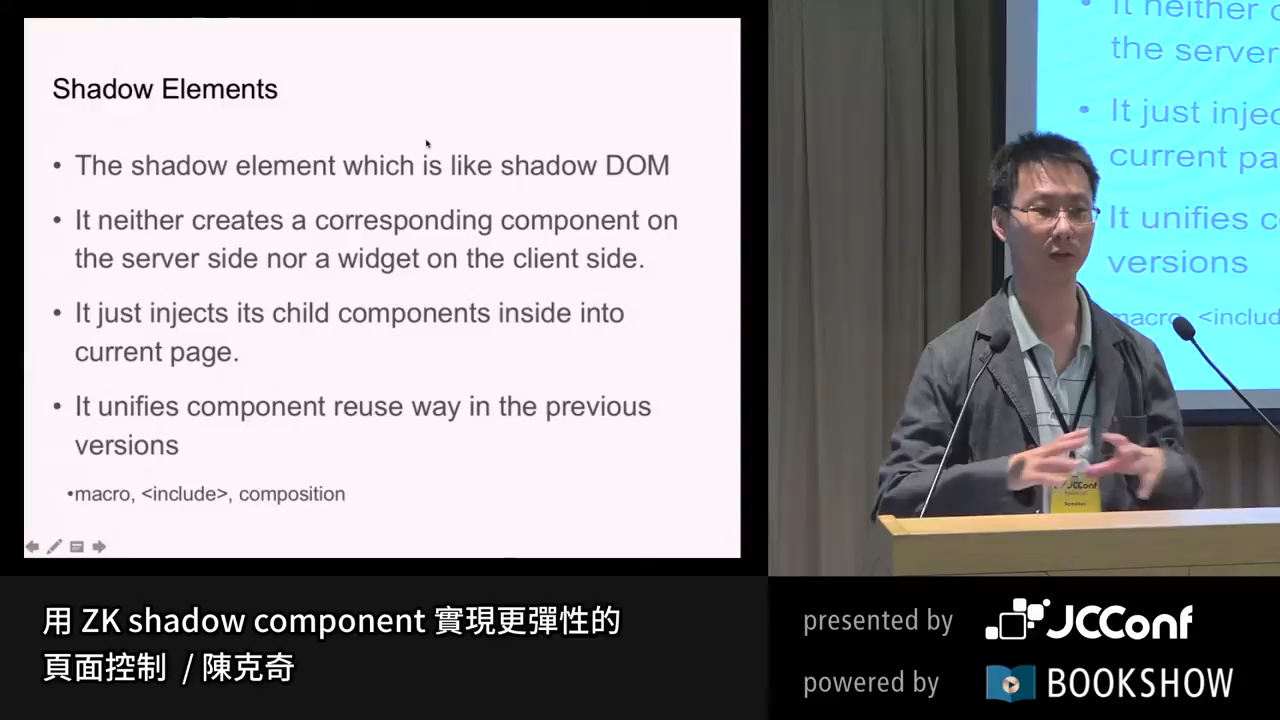 Shadow Elements
• The shadow element which is like shadow DOM
• It neither creates a corresponding component on
the server side nor a widget on the client side.
• It just injects its child components inside into
current page.
• It unifies component reuse way in the previous
versions
•macro, <include>, composition
• It neither
the server
• It just injec
current pa
It unifies c
versions
macro, <includ
JCConf
Speaker
用 ZK shadow component 實現更彈性的
頁面控制 / 陳克奇
presented by JCConf
powered by BOOKSHOW